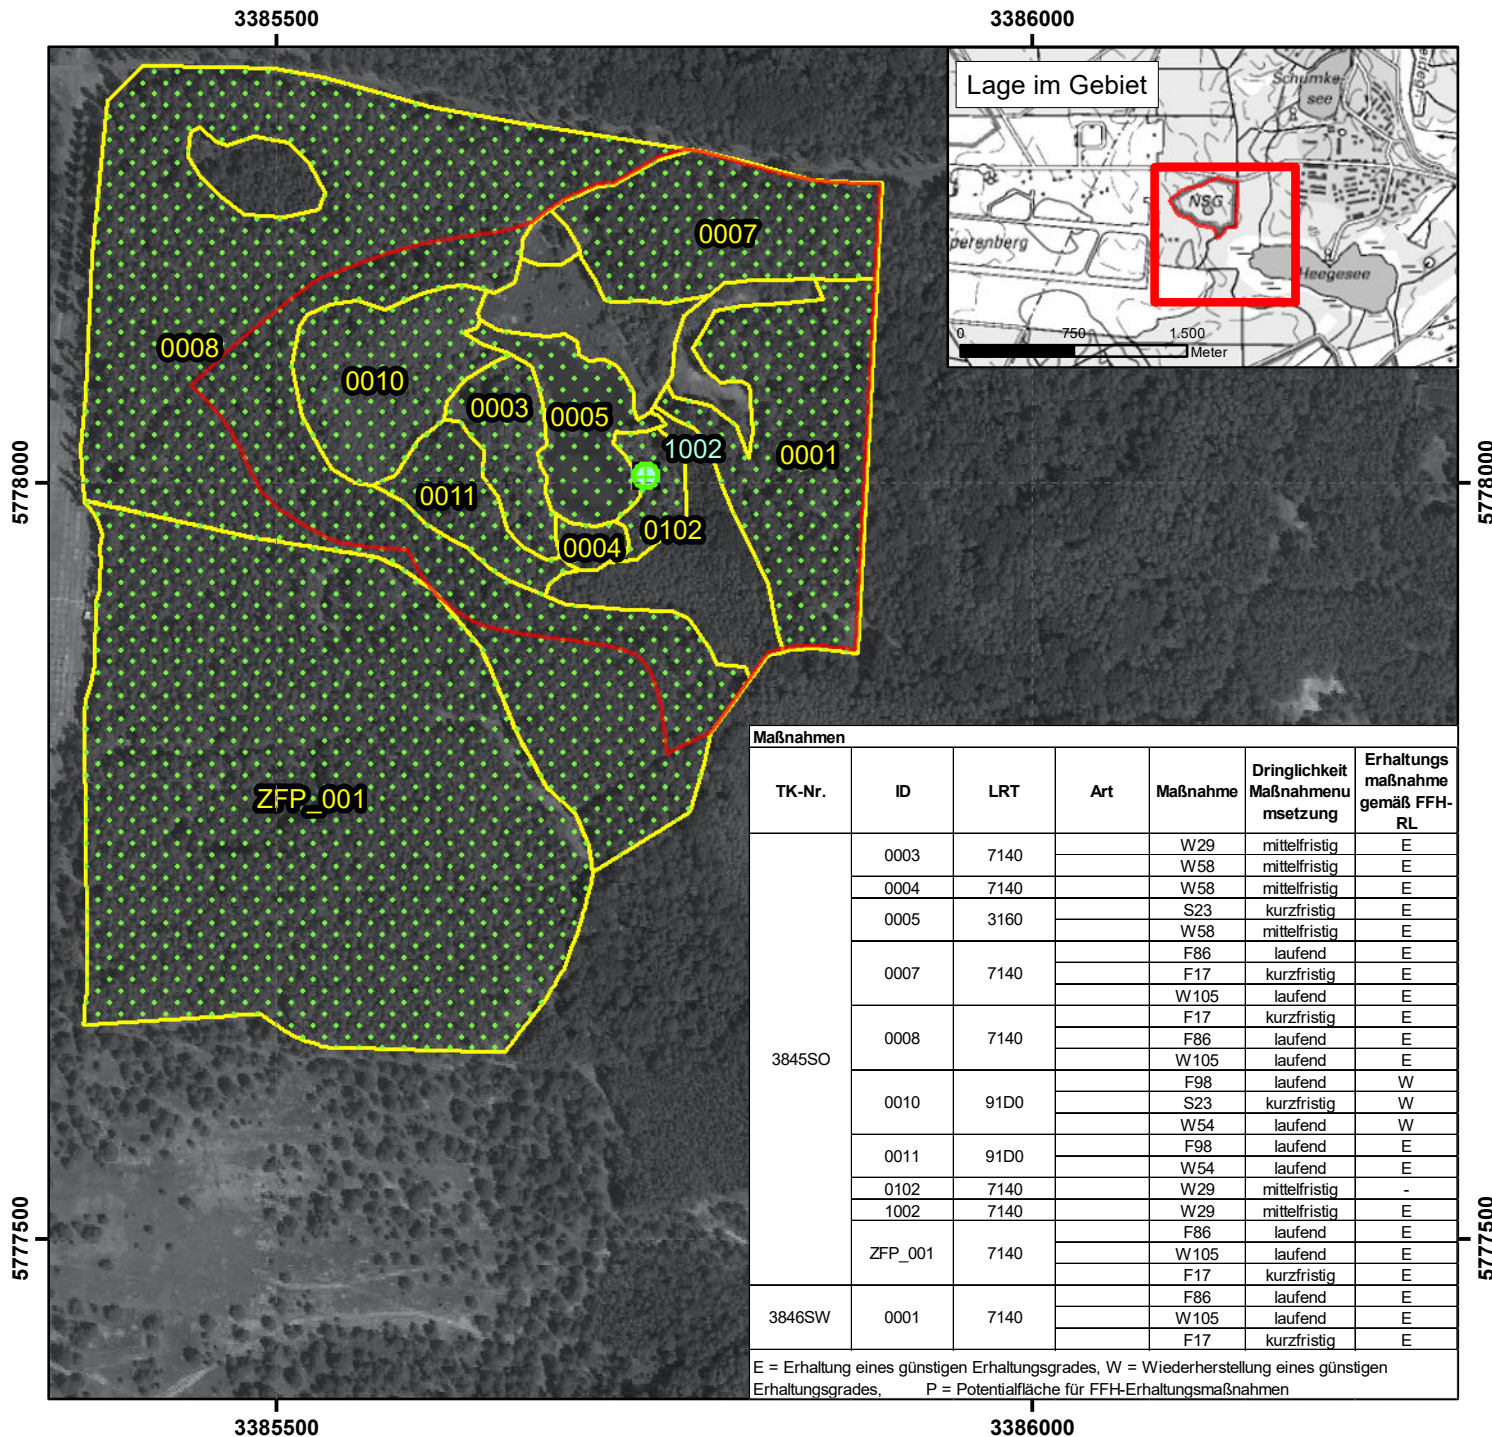 3385500
3386000
5778000
5778000
5777500
5777500
3385500
3386000
Lage im Gebiet
Schumke-
see
NSG
perenberg
Heegesee
0
750
1.500
Meter
0007
0008
0010
0003
0005
1002
0001
0011
0102
0004
ZFP_001
Maßnahmen
TK-Nr. ID LRT Art Maßnahme Dringlichkeit Maßnahmenu msetzung Erhaltungs maßnahme gemäß FFH- RL
3845SO
0003 7140 W29 mittelfristig E
W58 mittelfristig E
0004 7140 W58 mittelfristig E
0005 3160 S23 kurzfristig E
W58 mittelfristig E
0007 7140 F86 laufend E
F17 kurzfristig E
W105 laufend E
0008 7140 F17 kurzfristig E
F86 laufend E
W105 laufend E
0010 91D0 F98 laufend W
S23 kurzfristig W
W54 laufend W
0011 91D0 F98 laufend E
W54 laufend E
0102 7140 W29 mittelfristig -
1002 7140 W29 mittelfristig E
ZFP_001 7140 F86 laufend E
W105 laufend E
F17 kurzfristig E
3846SW 0001 7140 F86 laufend E
W105 laufend E
F17 kurzfristig E
E = Erhaltung eines günstigen Erhaltungsgrades, W = Wiederherstellung eines günstigen
Erhaltungsgrades, P = Potentialfläche für FFH-Erhaltungsmaßnahmen